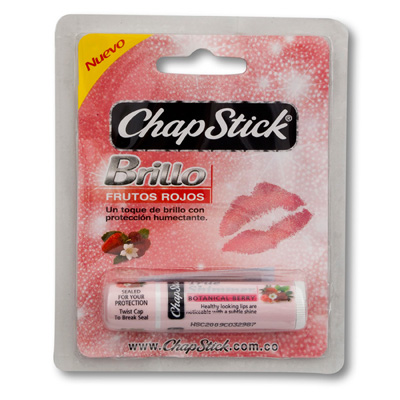 Nuevo
ChapStick®
Brillo
FRUTOS ROJOS
Un toque de brillo con
protección humectante.
SEALED
FOR YOUR
PROTECTION
Twist Cap
To Break Seal
BOTANICAL BERRY
Healthy looking lips are
noticeable with a subtle shine
NSC2009CO32907
www.ChapStick.com.co